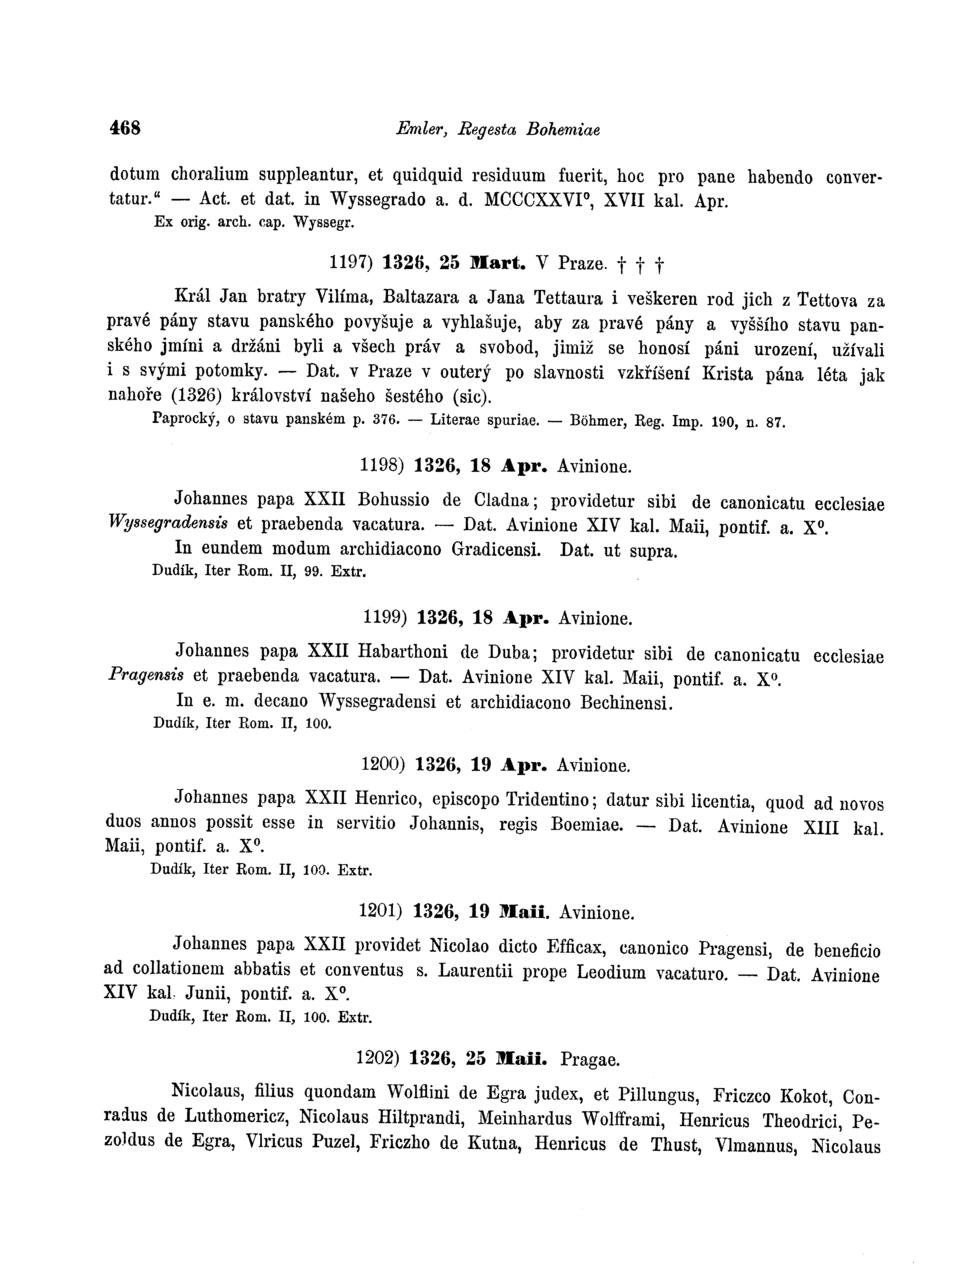 468 Emler, Regesta Bohemiae
dotum choralium suppleantur, et quidquid residuum fuerit, hoc pro pane habendo conver-
tatur.“ — Act. et dat. in Wyssegrado a. d. MCCCXXVI⁰, XVII kal. Apr.
Ex orig. arch. cap. Wyssegr.
1197) 1326, 25 Mart. V Praze. † † †
Král Jan bratry Vilíma, Baltazara a Jana Tettaura i veškeren rod jich z Tettova za
pravé pány stavu panského povyšuje a vyhlašuje, aby za pravé pány a vyššího stavu pan-
ského jmíni a držáni byli a všech práv a svobod, jimiž se honosí páni urození, užívali
i s svými potomky. — Dat. v Praze v outerý po slavnosti vzkříšení Krista pána léta jak
nahoře (1326) království našeho šestého (sic).
Paprocký, o stavu panském p. 376. — Literae spuriae. — Böhmer, Reg. Imp. 190, n. 87.
1198) 1326, 18 Apr. Avinione.
Johannes papa XXII Bohussio de Cladna; providetur sibi de canonicatu ecclesiae
Wyssegradensis et praebenda vacatura. — Dat. Avinione XIV kal. Maii, pontif. a. X⁰.
In eundem modum archidiacono Gradicensi. Dat. ut supra.
Dudík, Iter Rom. II, 99. Extr.
1199) 1326, 18 Apr. Avinione.
Johannes papa XXII Habarthoni de Duba; providetur sibi de canonicatu ecclesiae
Pragensis et praebenda vacatura. — Dat. Avinione XIV kal. Maii, pontif. a. X⁰.
In e. m. decano Wyssegradensi et archidiacono Bechinensi.
Dudík, Iter Rom. II, 100.
1200) 1326, 19 Apr. Avinione.
Johannes papa XXII Henrico, episcopo Tridentino; datur sibi licentia, quod ad novos
duos annos possit esse in servitio Johannis, regis Boemiae. — Dat. Avinione XIII kal.
Maii, pontif. a. X⁰.
Dudík, Iter Rom. II, 100. Extr.
1201) 1326, 19 Maii. Avinione.
Johannes papa XXII providet Nicolao dicto Efficax, canonico Pragensi, de beneficio
ad collationem abbatis et conventus s. Laurentii prope Leodium vacaturo. — Dat. Avinione
XIV kal. Junii, pontif. a. X⁰.
Dudík, Iter Rom. II, 100. Extr.
1202) 1326, 25 Maii. Pragae.
Nicolaus, filius quondam Wolflini de Egra judex, et Pillungus, Friczco Kokot, Con-
radus de Luthomericz, Nicolaus Hiltprandi, Meinhardus Wolfframi, Henricus Theodrici, Pe-
zoldus de Egra, Vlricus Puzel, Friczho de Kutna, Henricus de Thust, Vlmannus, Nicolaus